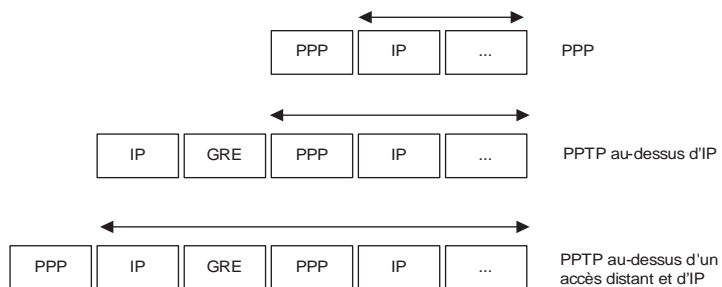 PPP IP ... PPP
IP GRE PPP IP ... PPTP au-dessus d'IP
PPP IP GRE PPP IP ... PPTP au-dessus d'un
accès distant et d'IP